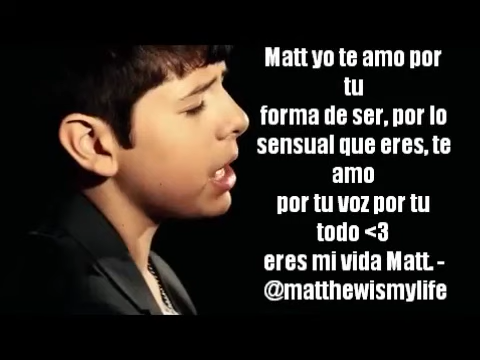 Matt yo te amo por
tu
forma de ser, por lo
sensual que eres, te
amo
por tu voz por tu
todo <3
eres mi vida Matt. -
@matthewismylife